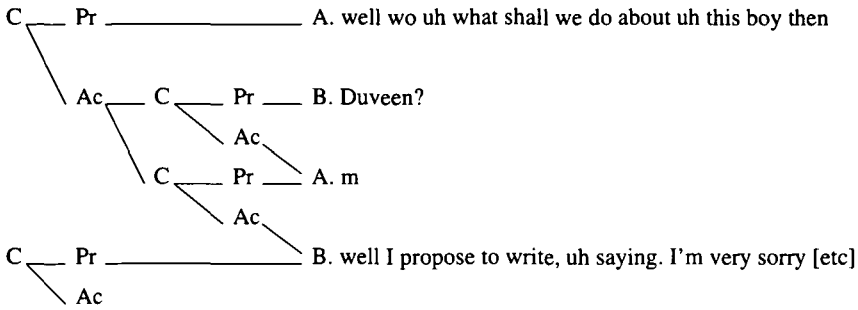 C Pr A. well wo uh what shall we do about uh this boy then
Ac C Pr B. Duveen?
Ac
C Pr A. m
Ac
C Pr B. well I propose to write, uh saying. I'm very sorry [etc]
Ac